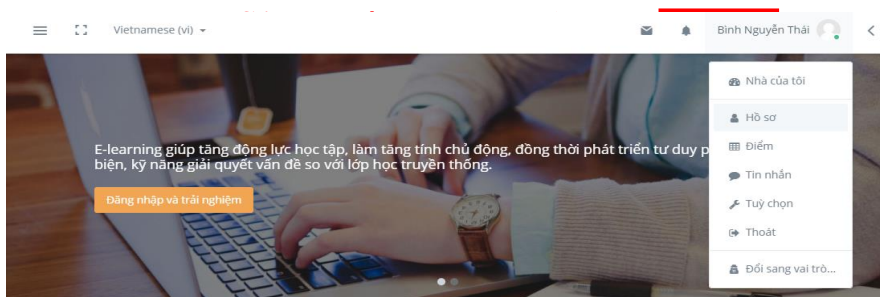 Vietnamese (vi)
Bình Nguyễn Thái
Nhà của tôi
Hồ sơ
Điểm
Tin nhắn
Tuỳ chọn
Thoát
Đổi sang vai trò...
E-learning giúp tăng động lực học tập, làm tăng tính chủ động, đồng thời phát triển tư duy p
biện, kỹ năng giải quyết vấn đề so với lớp học truyền thống.
Đăng nhập và trải nghiệm